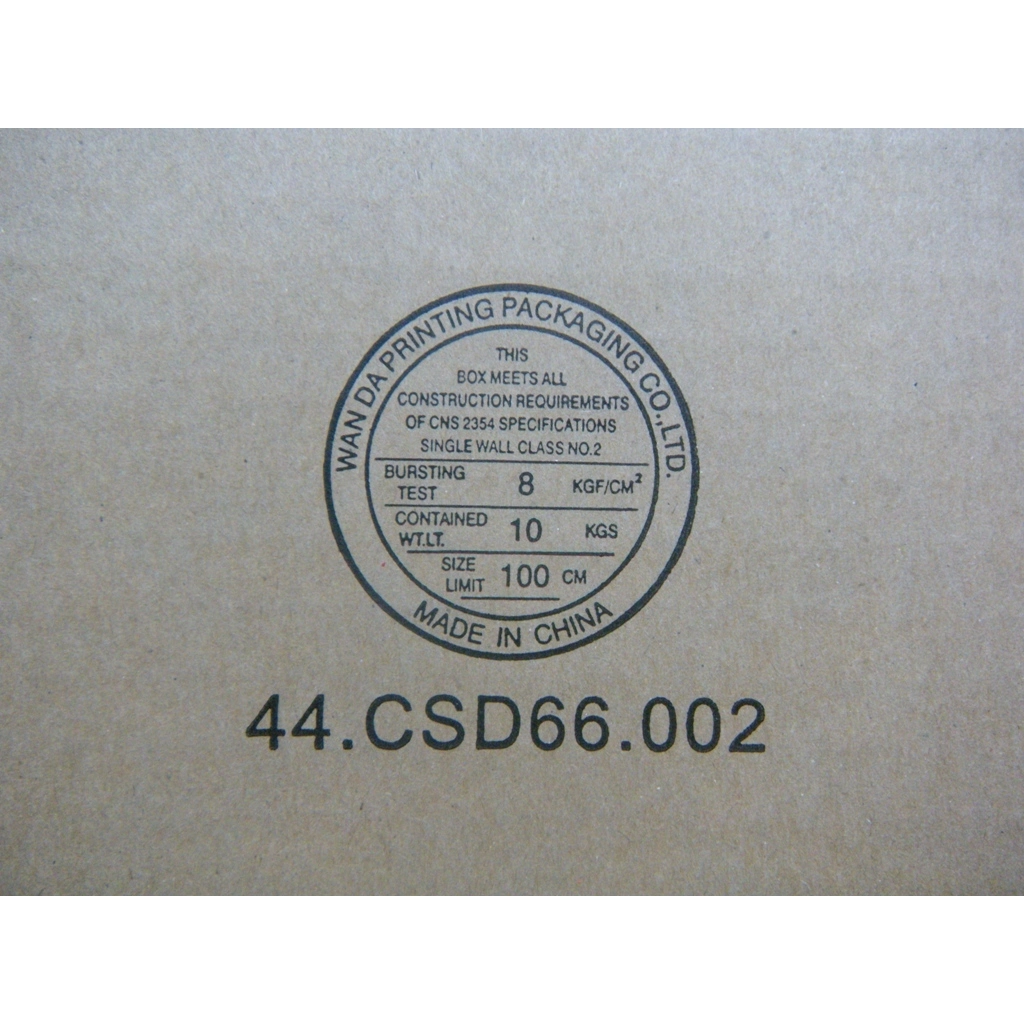 WAN DA PRINTING PACKAGING CO.,LTD.
THIS
BOX MEETS ALL
CONSTRUCTION REQUIREMENTS
OF CNS 2354 SPECIFICATIONS
SINGLE WALL CLASS NO.2
BURSTING TEST 8 KGF/CM²
CONTAINED WT.LT. 10 KGS
SIZE LIMIT 100 CM
MADE IN CHINA
44.CSD66.002